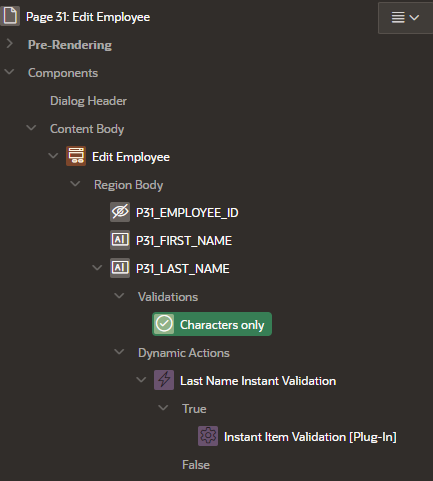 Page 31: Edit Employee
Pre-Rendering
Components
Dialog Header
Content Body
Edit Employee
Region Body
P31_EMPLOYEE_ID
P31_FIRST_NAME
P31_LAST_NAME
Validations
Characters only
Dynamic Actions
Last Name Instant Validation
True
Instant Item Validation [Plug-In]
False